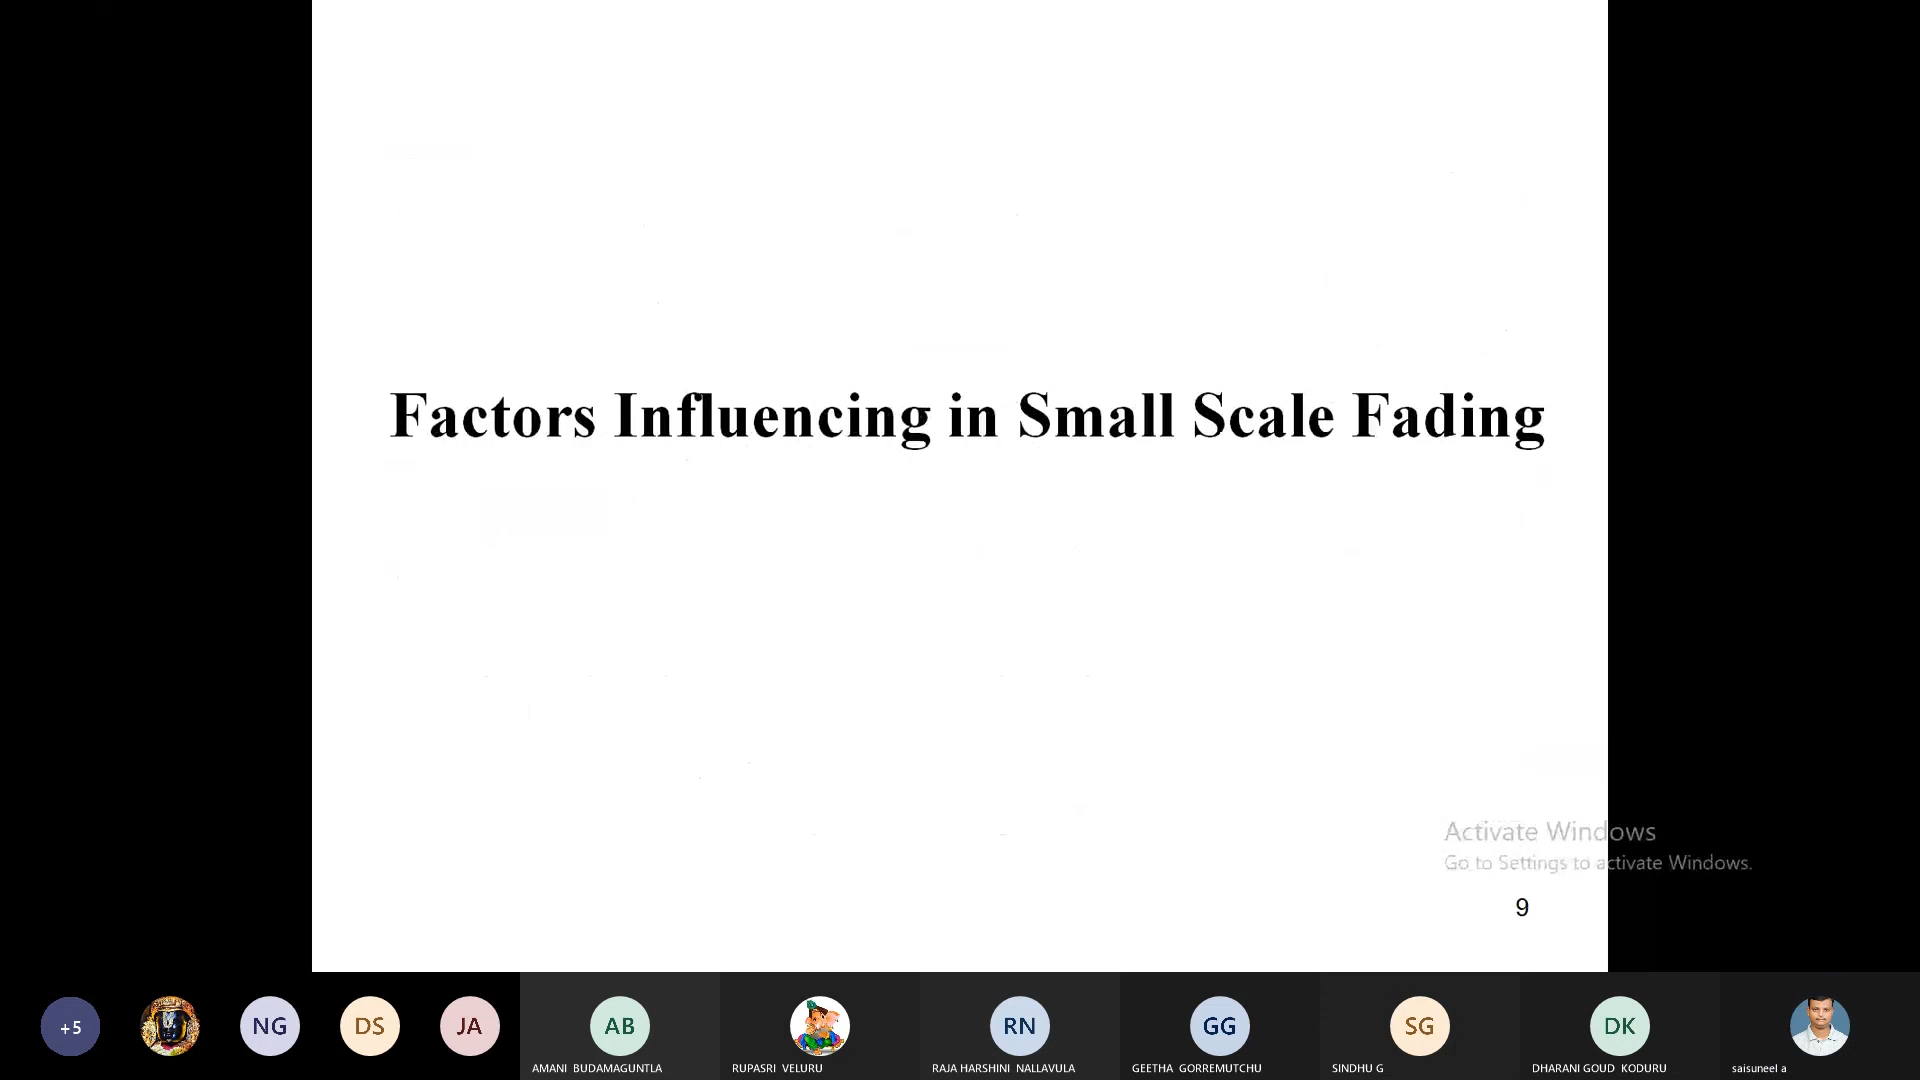 Factors Influencing in Small Scale Fading
Activate Windows
Go to Settings to activate Windows.
9
+5
NG
DS
JA
AB
RN
GG
SG
DK
AMANI BUDAMAGUNTLA
RUPASRI VELURU
RAJA HARSHINI NALLAVULA
GEETHA GORREMUTCHU
SINDHU G
DHARANI GOUD KODURU
saisuneel a